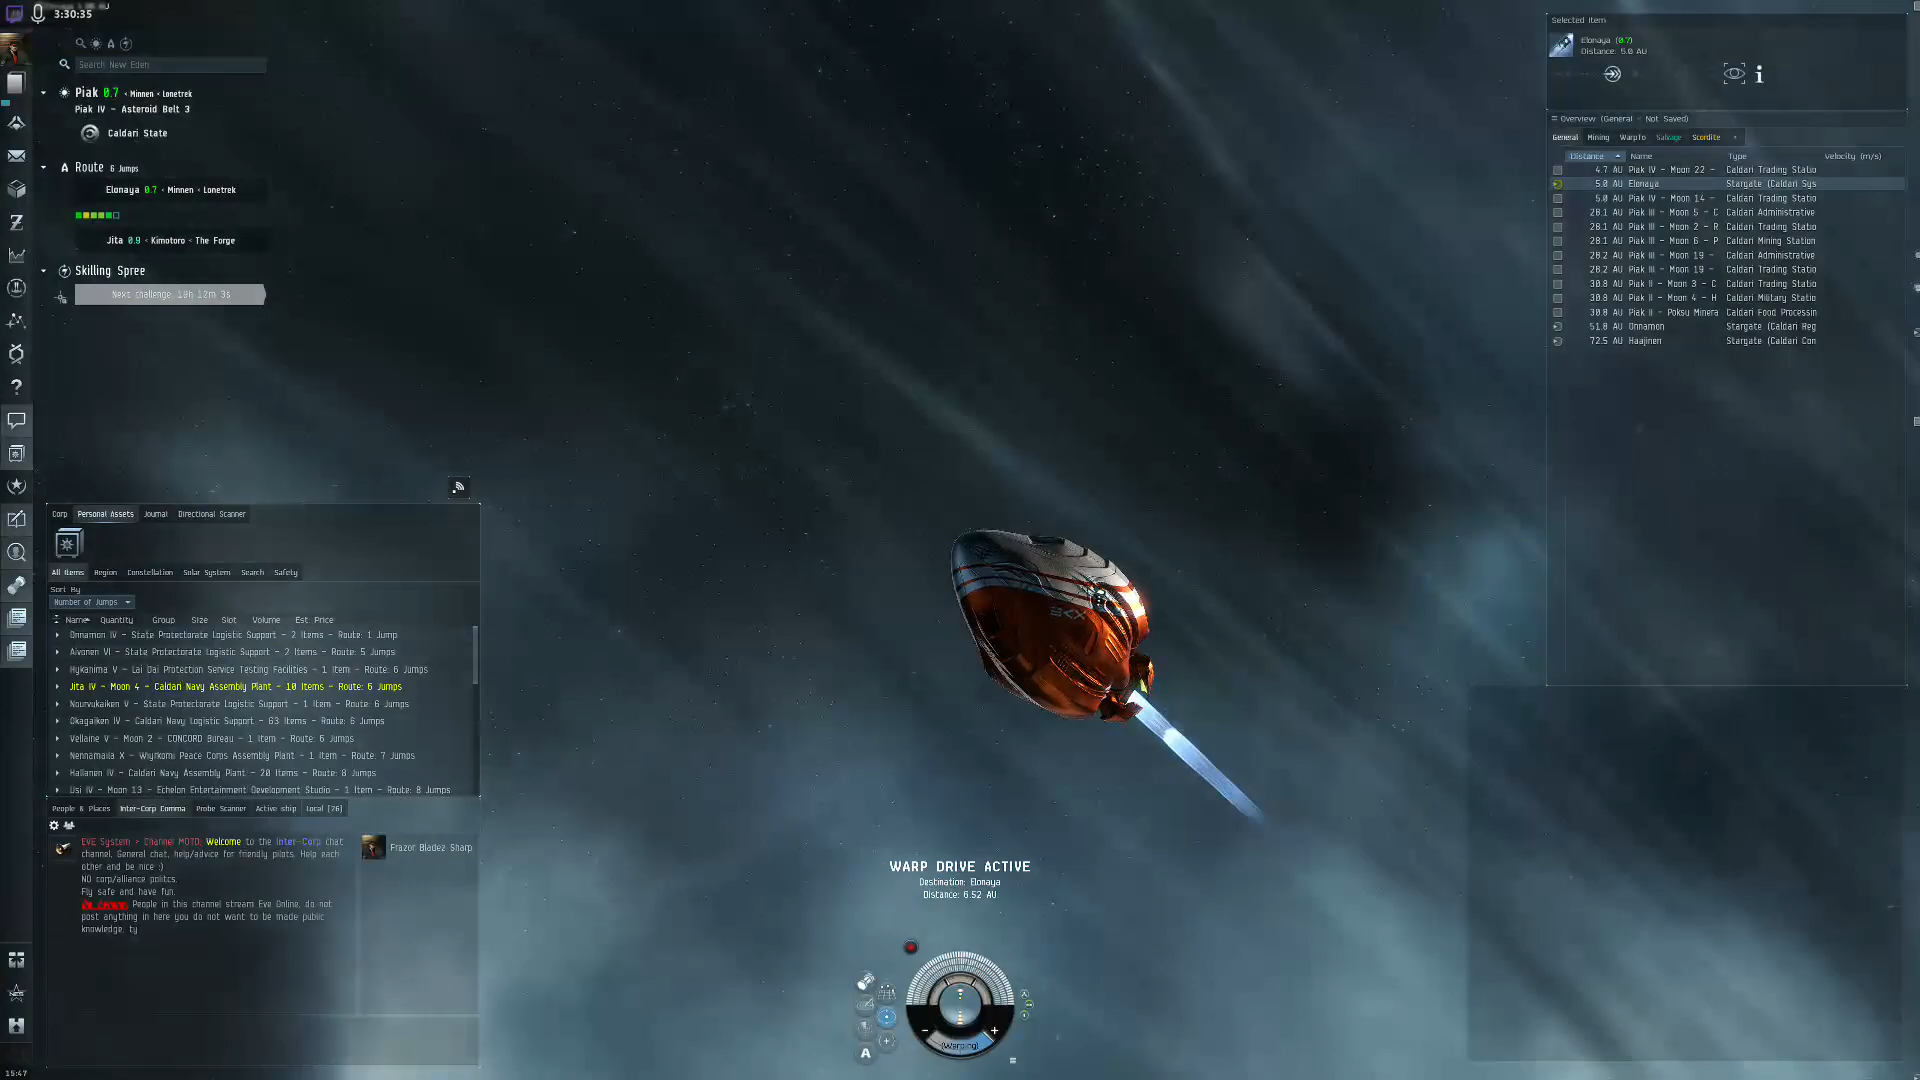 3:30:35
Search New Eden
Piak 0.7 < Minnen < Lonetrek
Piak IV - Asteroid Belt 3
Caldari State
Route 6 Jumps
Elonaya 0.7 < Minnen < Lonetrek
Jita 0.9 < Kimotoro < The Forge
Skilling Spree
Next challenge: 19h 12m 3s
Selected Item
Elonaya (0.7)
Distance: 5.0 AU
Overview (General - Not Saved)
General Mining WarpTo Salvage Scordite +
Distance Name Type Velocity (m/s)
4.7 AU Piak IV - Moon 22 - Caldari Trading Statio
5.0 AU Elonaya Stargate (Caldari Sys
5.0 AU Piak IV - Moon 14 - Caldari Trading Statio
28.1 AU Piak III - Moon 5 - C Caldari Administrative
28.1 AU Piak III - Moon 2 - R Caldari Trading Statio
28.1 AU Piak III - Moon 6 - P Caldari Mining Station
28.2 AU Piak III - Moon 19 - Caldari Administrative
28.2 AU Piak III - Moon 19 - Caldari Trading Statio
30.8 AU Piak II - Moon 3 - C Caldari Trading Statio
30.8 AU Piak II - Moon 4 - H Caldari Military Statio
30.8 AU Piak II - Poksu Minera Caldari Food Processin
51.8 AU Onnamon Stargate (Caldari Reg
72.5 AU Haajinen Stargate (Caldari Con
Corp Personal Assets Journal Directional Scanner
All Items Region Constellation Solar System Search Safety
Sort By
Number of Jumps
Name Quantity Group Size Slot Volume Est. Price
Onnamon IV - State Protectorate Logistic Support - 2 Items - Route: 1 Jump
Aivonen VI - State Protectorate Logistic Support - 2 Items - Route: 5 Jumps
Hykanima V - Lai Dai Protection Service Testing Facilities - 1 Item - Route: 6 Jumps
Jita IV - Moon 4 - Caldari Navy Assembly Plant - 10 Items - Route: 6 Jumps
Nourvukaiken V - State Protectorate Logistic Support - 1 Item - Route: 6 Jumps
Okagaiken IV - Caldari Navy Logistic Support - 63 Items - Route: 6 Jumps
Vellaine V - Moon 2 - CONCORD Bureau - 1 Item - Route: 6 Jumps
Nennamaila X - Wiyrkomi Peace Corps Assembly Plant - 1 Item - Route: 7 Jumps
Hallanen IV - Caldari Navy Assembly Plant - 20 Items - Route: 8 Jumps
Usi IV - Moon 13 - Echelon Entertainment Development Studio - 1 Item - Route: 8 Jumps
People & Places Inter-Corp Comma Probe Scanner Active ship Local [76]
EVE System > Channel MOTD: Welcome to the Inter-Corp chat
channel. General chat, help/advice for friendly pilots. Help each
other and be nice :)
NO corp/alliance politcs.
Fly safe and have fun.
People in this channel stream Eve Online, do not
post anything in here you do not want to be made public
knowledge. ty
Frazor Bladez Sharp
WARP DRIVE ACTIVE
Destination: Elonaya
Distance: 6.52 AU
(Warping)
15:47